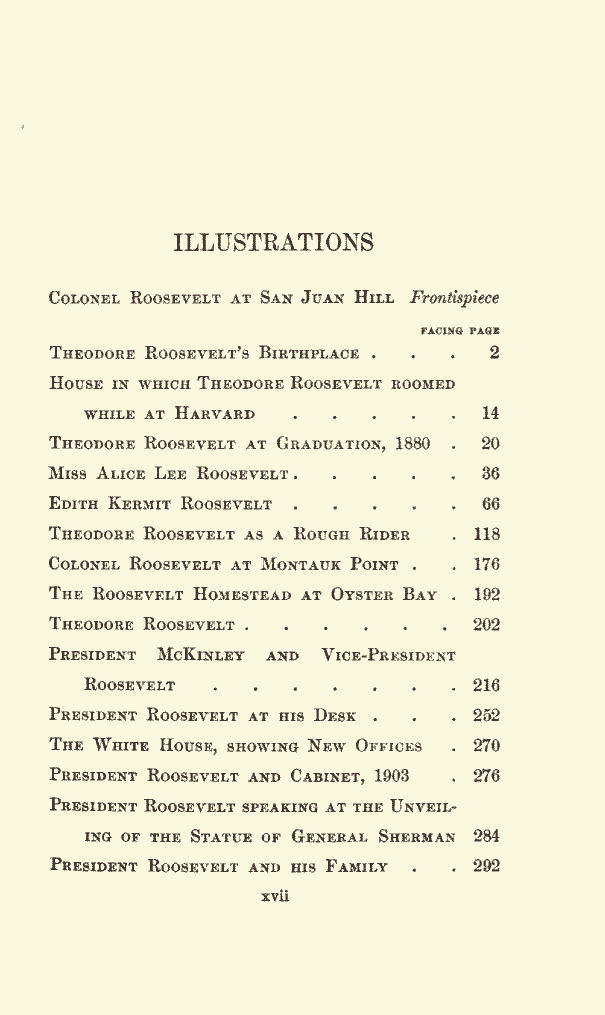 ILLUSTRATIONS
Colonel Roosevelt at San Juan Hill Frontispiece
FACING PAGE
Theodore Roosevelt's Birthplace . . . 2
House in which Theodore Roosevelt roomed
while at Harvard . . . . . 14
Theodore Roosevelt at Graduation, 1880 . 20
Miss Alice Lee Roosevelt . . . . . 36
Edith Kermit Roosevelt . . . . . 66
Theodore Roosevelt as a Rough Rider . 118
Colonel Roosevelt at Montauk Point . . 176
The Roosevelt Homestead at Oyster Bay . 192
Theodore Roosevelt . . . . . . 202
President McKinley and Vice-President
Roosevelt . . . . . . . 216
President Roosevelt at his Desk . . . 252
The White House, showing New Offices . 270
President Roosevelt and Cabinet, 1903 . 276
President Roosevelt speaking at the Unveil-
ing of the Statue of General Sherman 284
President Roosevelt and his Family . . 292
xvii